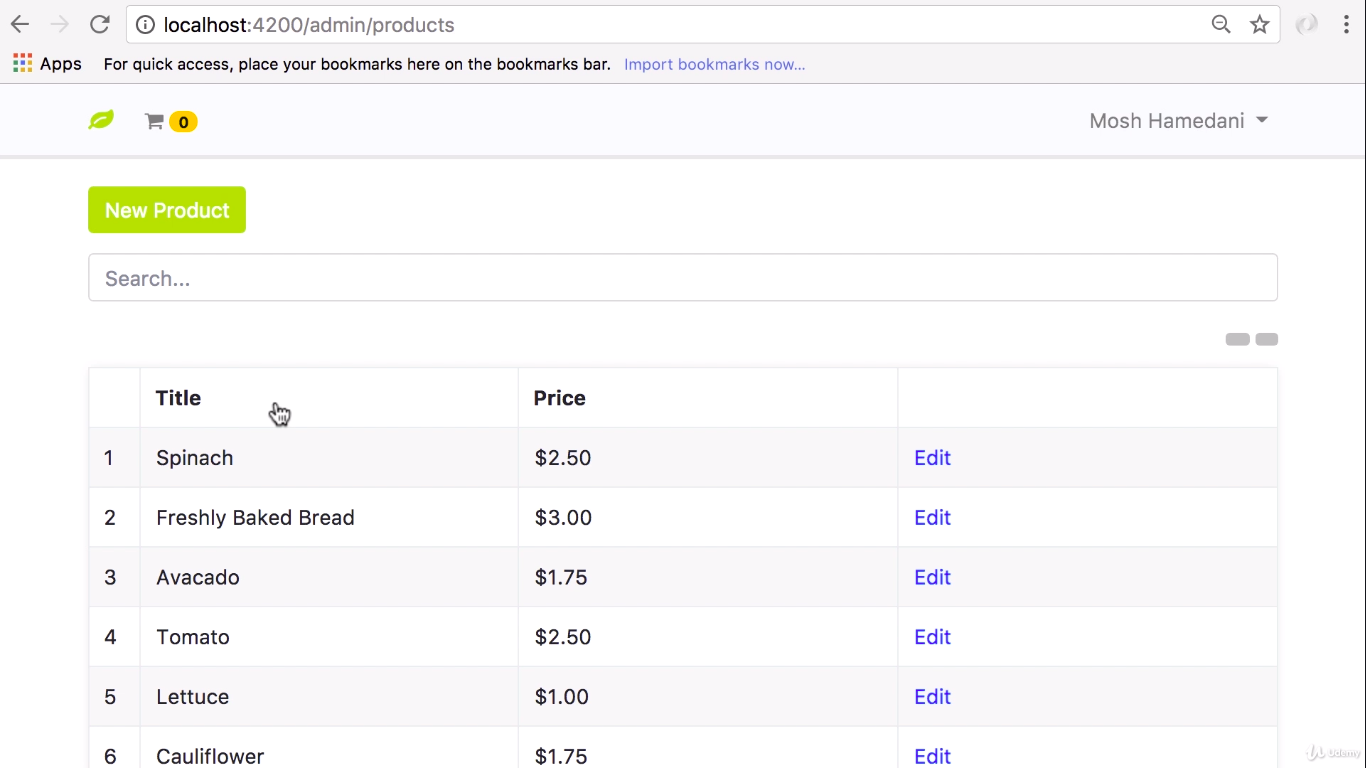 localhost:4200/admin/products
Apps For quick access, place your bookmarks here on the bookmarks bar. Import bookmarks now...
0 Mosh Hamedani
New Product
Search...
Title Price
1 Spinach $2.50 Edit
2 Freshly Baked Bread $3.00 Edit
3 Avacado $1.75 Edit
4 Tomato $2.50 Edit
5 Lettuce $1.00 Edit
6 Cauliflower $1.75 Edit
Udemy